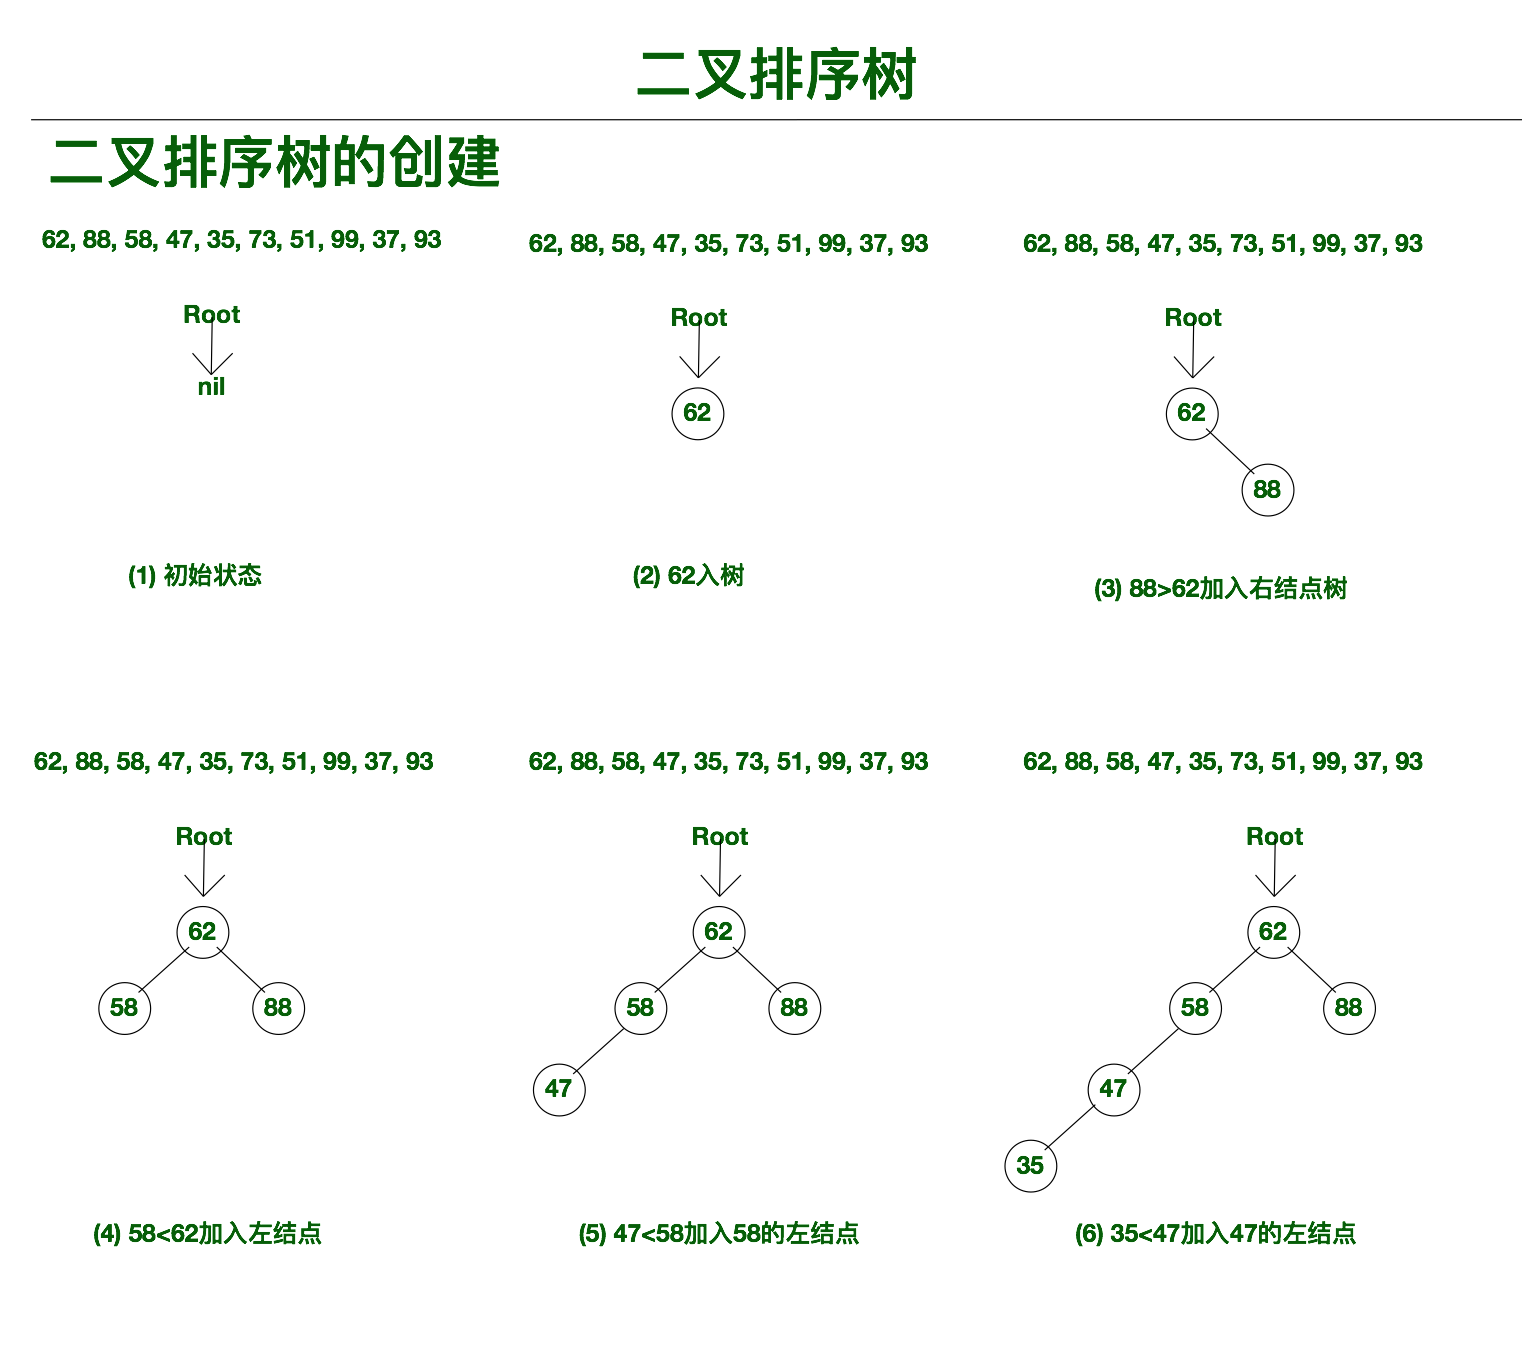 二叉排序树
二叉排序树的创建
62, 88, 58, 47, 35, 73, 51, 99, 37, 93
Root
nil
(1) 初始状态
62, 88, 58, 47, 35, 73, 51, 99, 37, 93
Root
62
(2) 62入树
62, 88, 58, 47, 35, 73, 51, 99, 37, 93
Root
62
88
(3) 88>62加入右结点树
62, 88, 58, 47, 35, 73, 51, 99, 37, 93
Root
62
58
88
(4) 58<62加入左结点
62, 88, 58, 47, 35, 73, 51, 99, 37, 93
Root
62
58
88
47
(5) 47<58加入58的左结点
62, 88, 58, 47, 35, 73, 51, 99, 37, 93
Root
62
58
88
47
35
(6) 35<47加入47的左结点